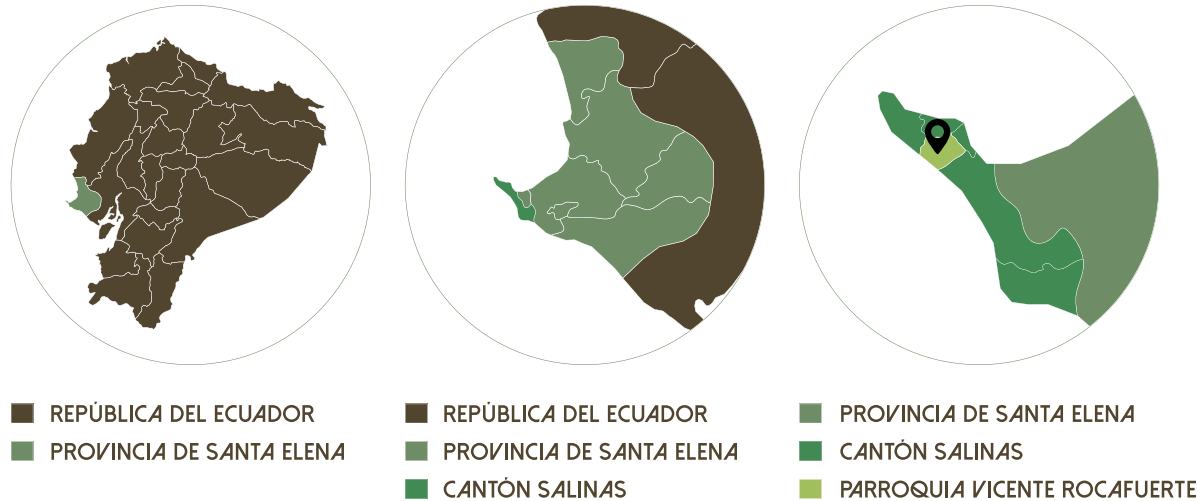 REPÚBLICA DEL ECUADOR
PROVINCIA DE SANTA ELENA
REPÚBLICA DEL ECUADOR
PROVINCIA DE SANTA ELENA
CANTÓN SALINAS
PROVINCIA DE SANTA ELENA
CANTÓN SALINAS
PARROQUIA VICENTE ROCAFUERTE